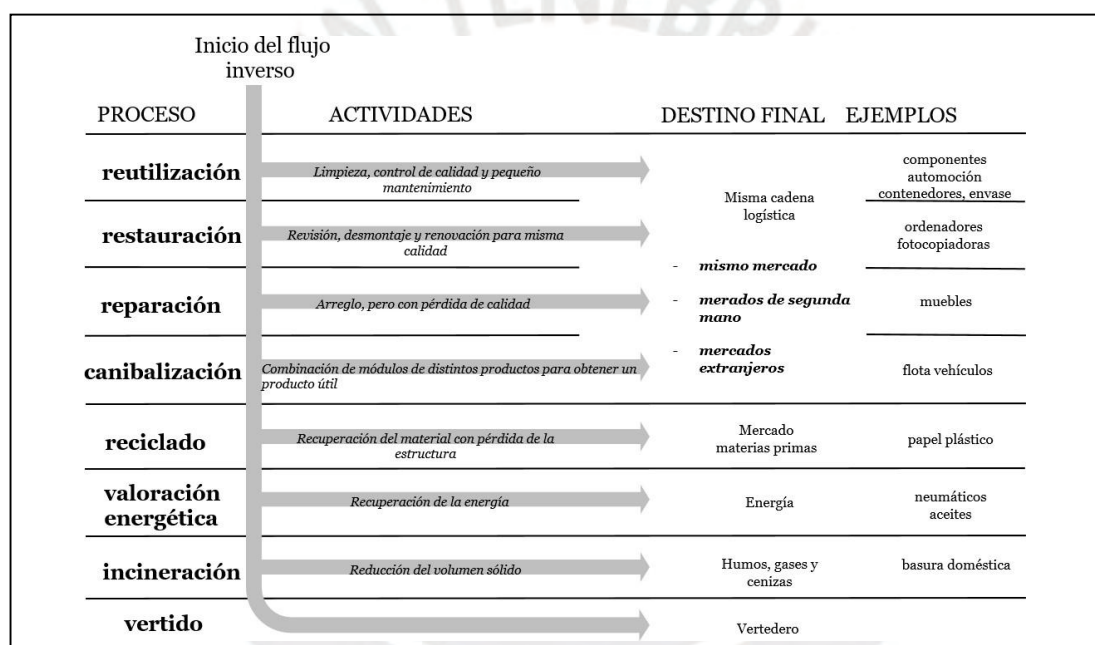 EN TENEBRIS
Inicio del flujo
inverso
PROCESO ACTIVIDADES DESTINO FINAL EJEMPLOS
reutilización
Limpieza, control de calidad y pequeño
mantenimiento
Misma cadena
logística
componentes
automoción
contenedores, envase
restauración
Revisión, desmontaje y renovación para misma
calidad
ordenadores
fotocopiadoras
- mismo mercado
reparación
Arreglo, pero con pérdida de calidad
- merados de segunda
mano
muebles
canibalización
Combinación de módulos de distintos productos para obtener un
producto útil
- mercados
extranjeros
flota vehículos
reciclado
Recuperación del material con pérdida de la
estructura
Mercado
materias primas
papel plástico
valoración
energética
Recuperación de la energía
Energía
neumáticos
aceites
incineración
Reducción del volumen sólido
Humos, gases y
cenizas
basura doméstica
vertido
Vertedero